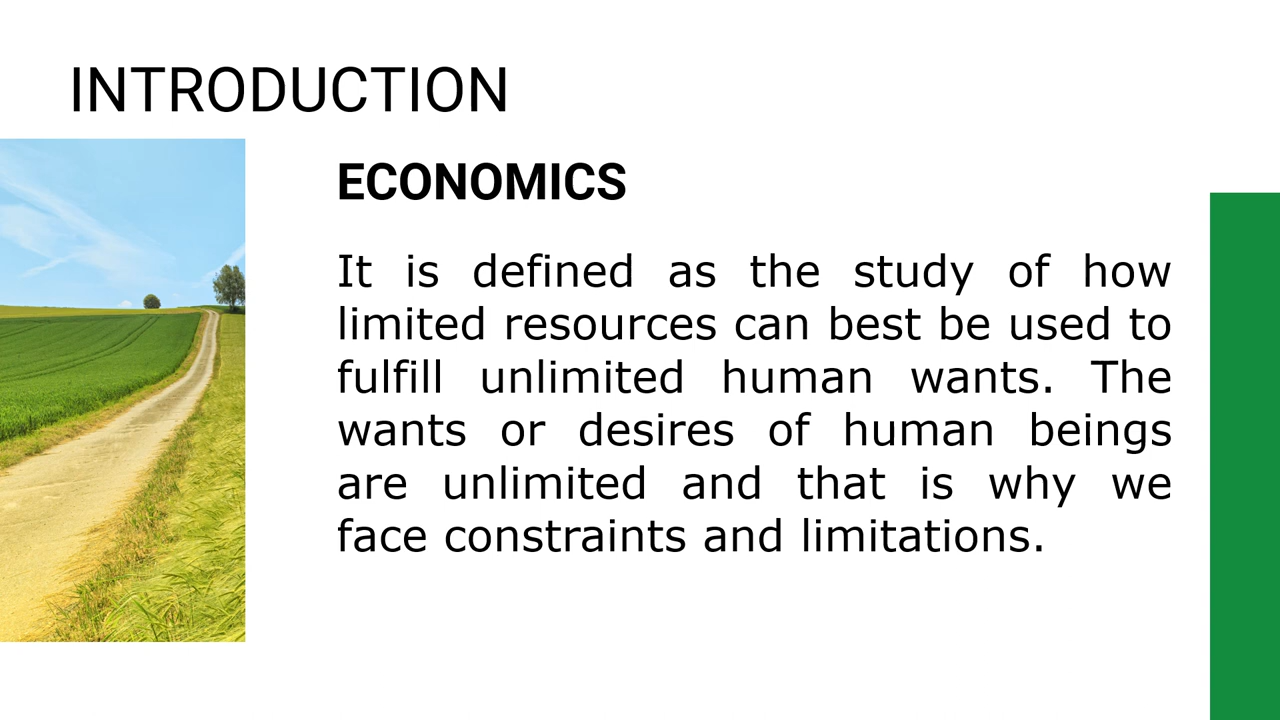 INTRODUCTION
ECONOMICS
It is defined as the study of how
limited resources can best be used to
fulfill unlimited human wants. The
wants or desires of human beings
are unlimited and that is why we
face constraints and limitations.